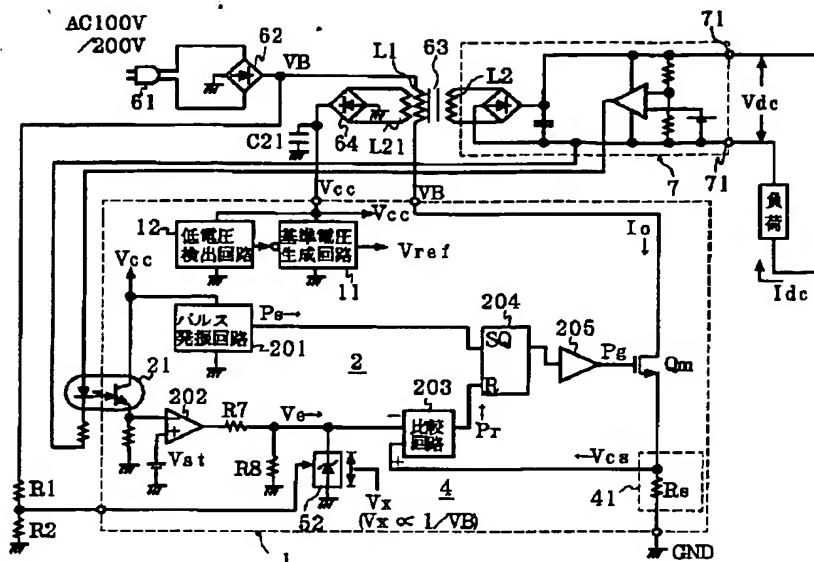 AC100V
/200V
62
VB
61
L1
63
L2
71
Vdc
C21
64
L21
7
71
負荷
Idc
Vcc
VB
Io
12
低電圧
検出回路
基準電圧
生成回路
Vcc
Vref
11
Vcc
パルス
発振回路
201
Ps→
2
204
SQ
R
205
Pg
Qm
21
202
Vst
R7
Ve→
−
203
比較
回路
+
↑
Pr
←Vcs
R8
52
Vx
(Vx ∝ 1/VB)
4
41
Rs
R1
R2
1
GND